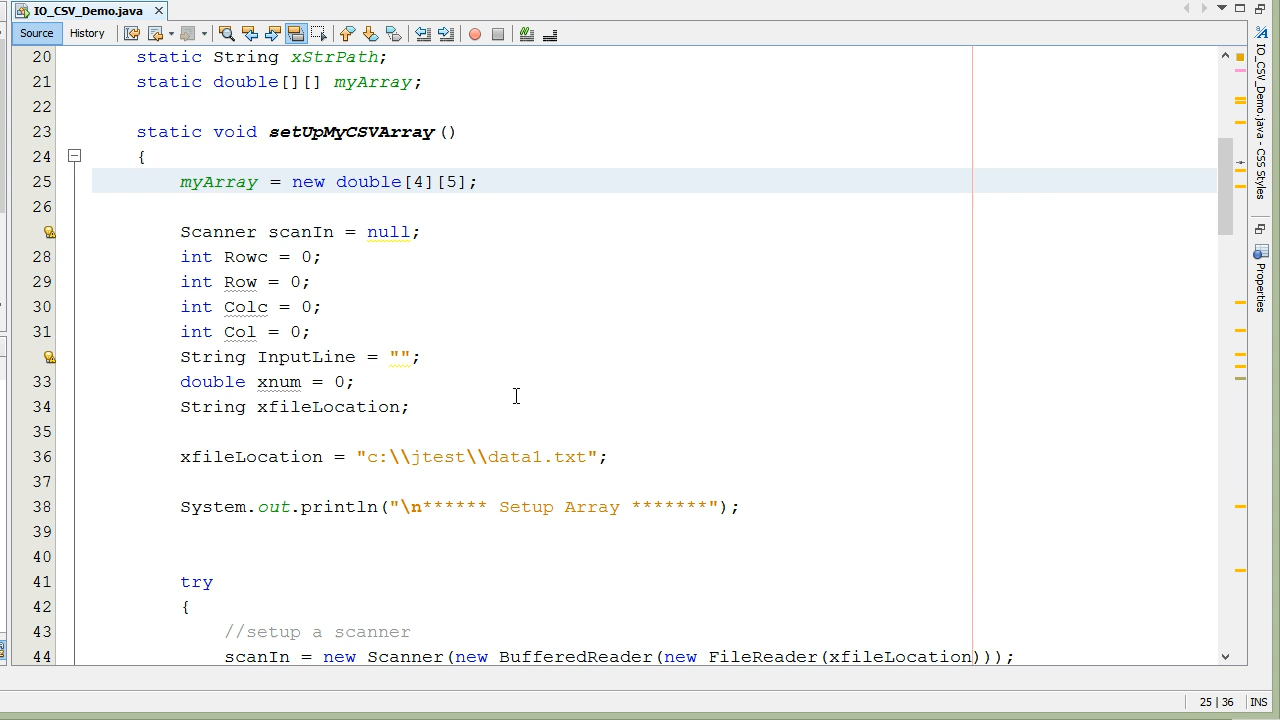 IO_CSV_Demo.java
Source History
20 static String xStrPath;
21 static double[][] myArray;
22
23 static void setUpMyCSVArray()
24 {
25 myArray = new double[4][5];
26
Scanner scanIn = null;
28 int Rowc = 0;
29 int Row = 0;
30 int Colc = 0;
31 int Col = 0;
String InputLine = "";
33 double xnum = 0;
34 String xfileLocation;
35
36 xfileLocation = "c:\\jtest\\data1.txt";
37
38 System.out.println("\n****** Setup Array *******");
39
40
41 try
42 {
43 //setup a scanner
44 scanIn = new Scanner(new BufferedReader(new FileReader(xfileLocation)));
IO_CSV_Demo.java - CSS Styles
Properties
25 | 36 INS